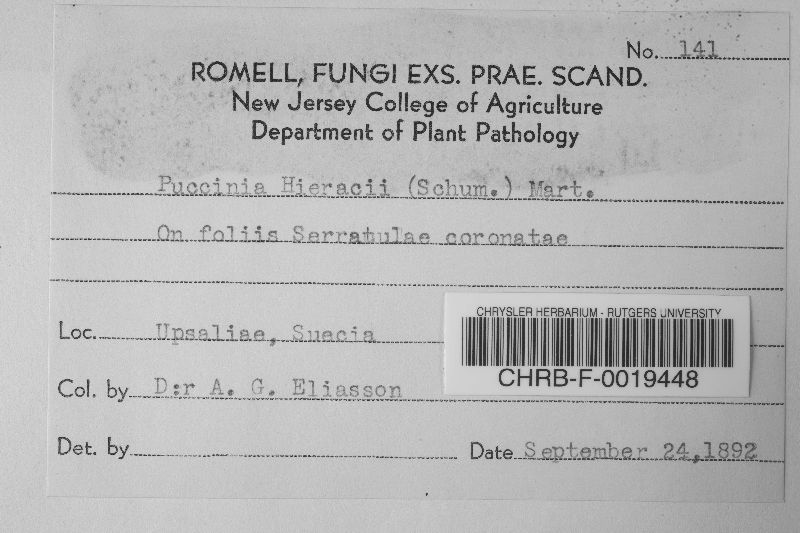 No. 141
ROMELL, FUNGI EXS. PRAE. SCAND.
New Jersey College of Agriculture
Department of Plant Pathology
Puccinia Hieracii (Schum.) Mart.
On foliis Serratulae coronatae
Loc. Upsaliae, Suecia
CHRYSLER HERBARIUM - RUTGERS UNIVERSITY
CHRB-F-0019448
Col. by D:r A. G. Eliasson
Det. by
Date September 24,1892